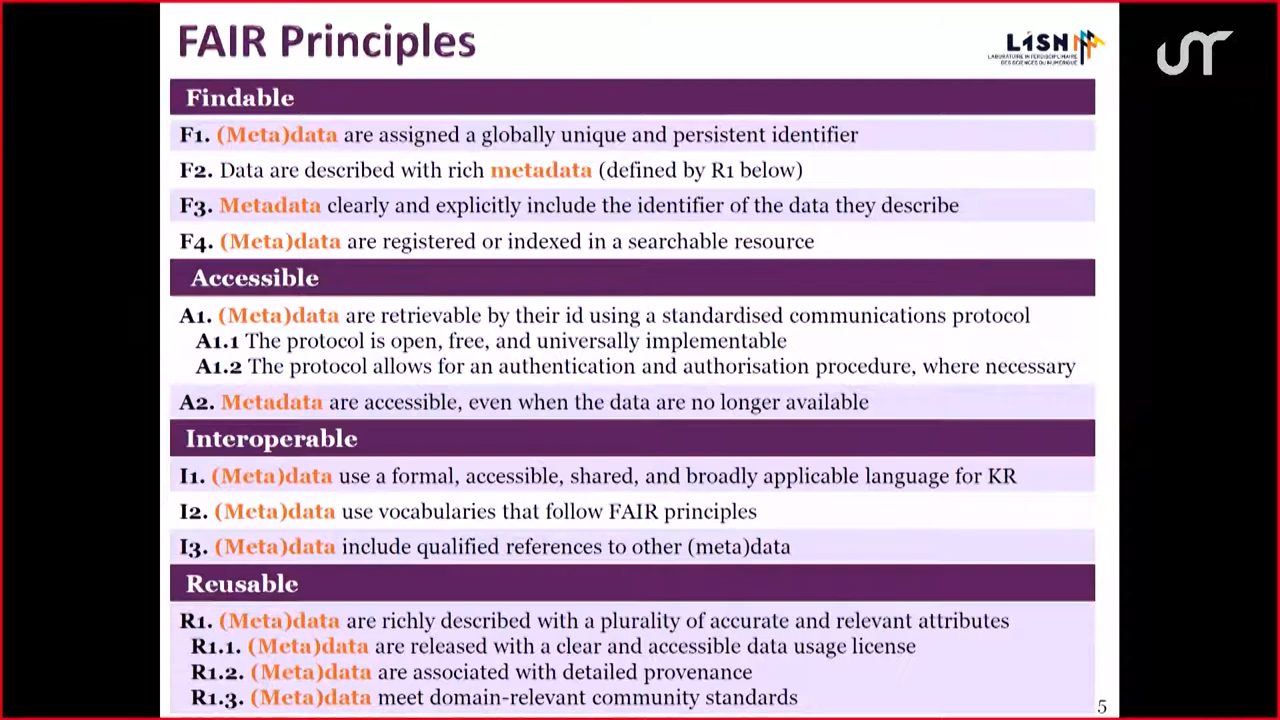 FAIR Principles
LISN
LABORATOIRE INTERDISCIPLINAIRE
DES SCIENCES DU NUMÉRIQUE
Findable
F1. (Meta)data are assigned a globally unique and persistent identifier
F2. Data are described with rich metadata (defined by R1 below)
F3. Metadata clearly and explicitly include the identifier of the data they describe
F4. (Meta)data are registered or indexed in a searchable resource
Accessible
A1. (Meta)data are retrievable by their id using a standardised communications protocol
A1.1 The protocol is open, free, and universally implementable
A1.2 The protocol allows for an authentication and authorisation procedure, where necessary
A2. Metadata are accessible, even when the data are no longer available
Interoperable
I1. (Meta)data use a formal, accessible, shared, and broadly applicable language for KR
I2. (Meta)data use vocabularies that follow FAIR principles
I3. (Meta)data include qualified references to other (meta)data
Reusable
R1. (Meta)data are richly described with a plurality of accurate and relevant attributes
R1.1. (Meta)data are released with a clear and accessible data usage license
R1.2. (Meta)data are associated with detailed provenance
R1.3. (Meta)data meet domain-relevant community standards
5